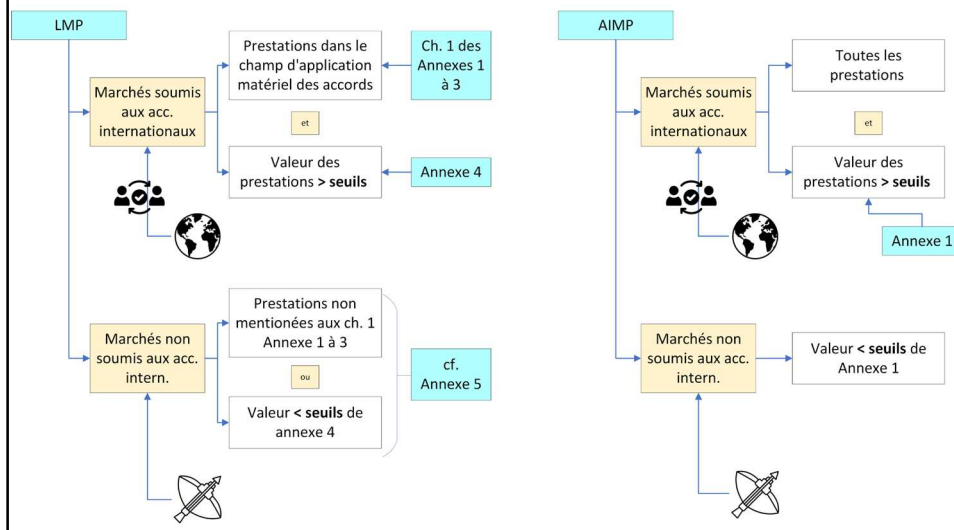 LMP
Prestations dans le
champ d'application
matériel des accords
Ch. 1 des
Annexes 1
à 3
Marchés soumis
aux acc.
internationaux
et
Valeur des
prestations > seuils
Annexe 4
Prestations non
mentionées aux ch. 1
Annexe 1 à 3
Marchés non
soumis aux acc.
intern.
ou
cf.
Annexe 5
Valeur < seuils de
annexe 4
AIMP
Toutes les
prestations
Marchés soumis
aux acc.
internationaux
et
Valeur des
prestations > seuils
Annexe 1
Marchés non
soumis aux acc.
intern.
Valeur < seuils de
Annexe 1